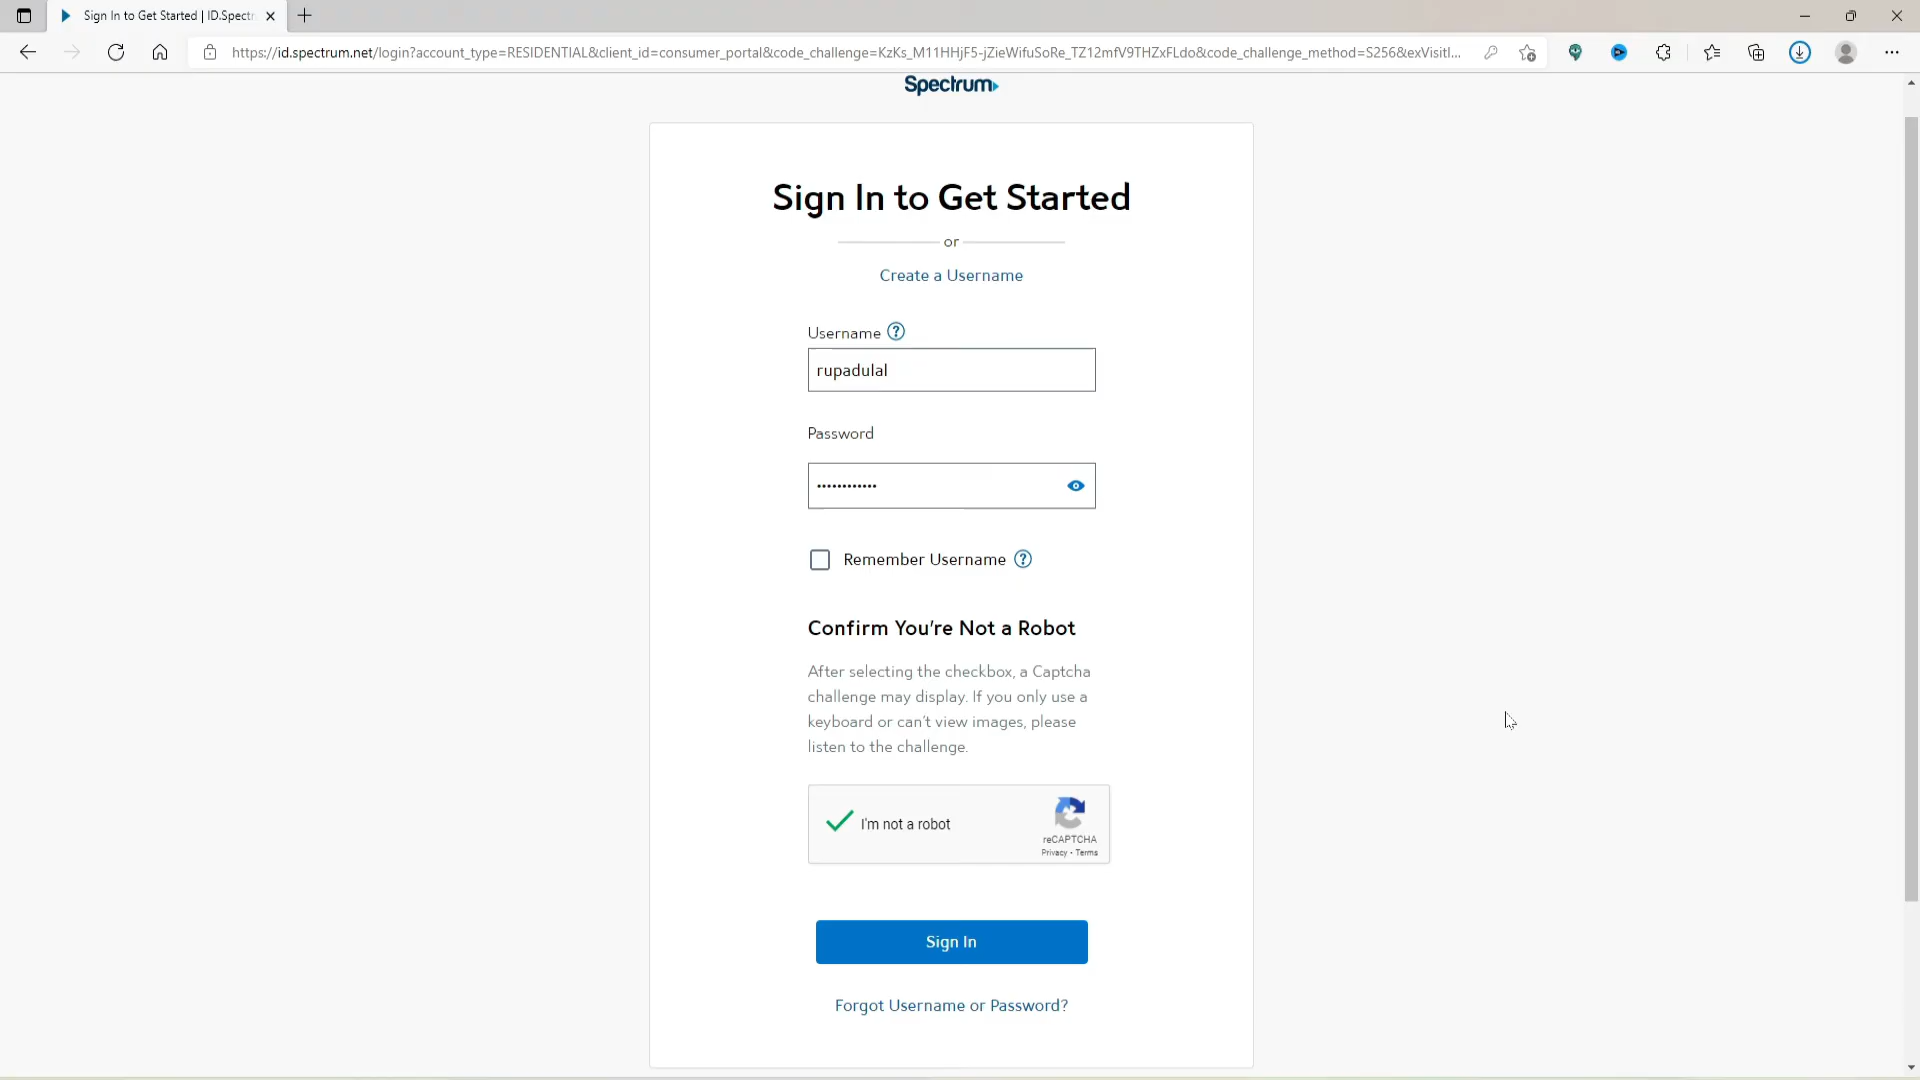 Sign In to Get Started | ID.Spectr
https://id.spectrum.net/login?account_type=RESIDENTIAL&client_id=consumer_portal&code_challenge=KzKs_M11HHjF5-jZieWifuSoRe_TZ12mfV9THZxFLdo&code_challenge_method=S256&exVisitI...
Spectrum
Sign In to Get Started
or
Create a Username
Username ?
rupadulal
Password
••••••••••••
Remember Username ?
Confirm You're Not a Robot
After selecting the checkbox, a Captcha
challenge may display. If you only use a
keyboard or can't view images, please
listen to the challenge.
I'm not a robot
reCAPTCHA
Privacy - Terms
Sign In
Forgot Username or Password?